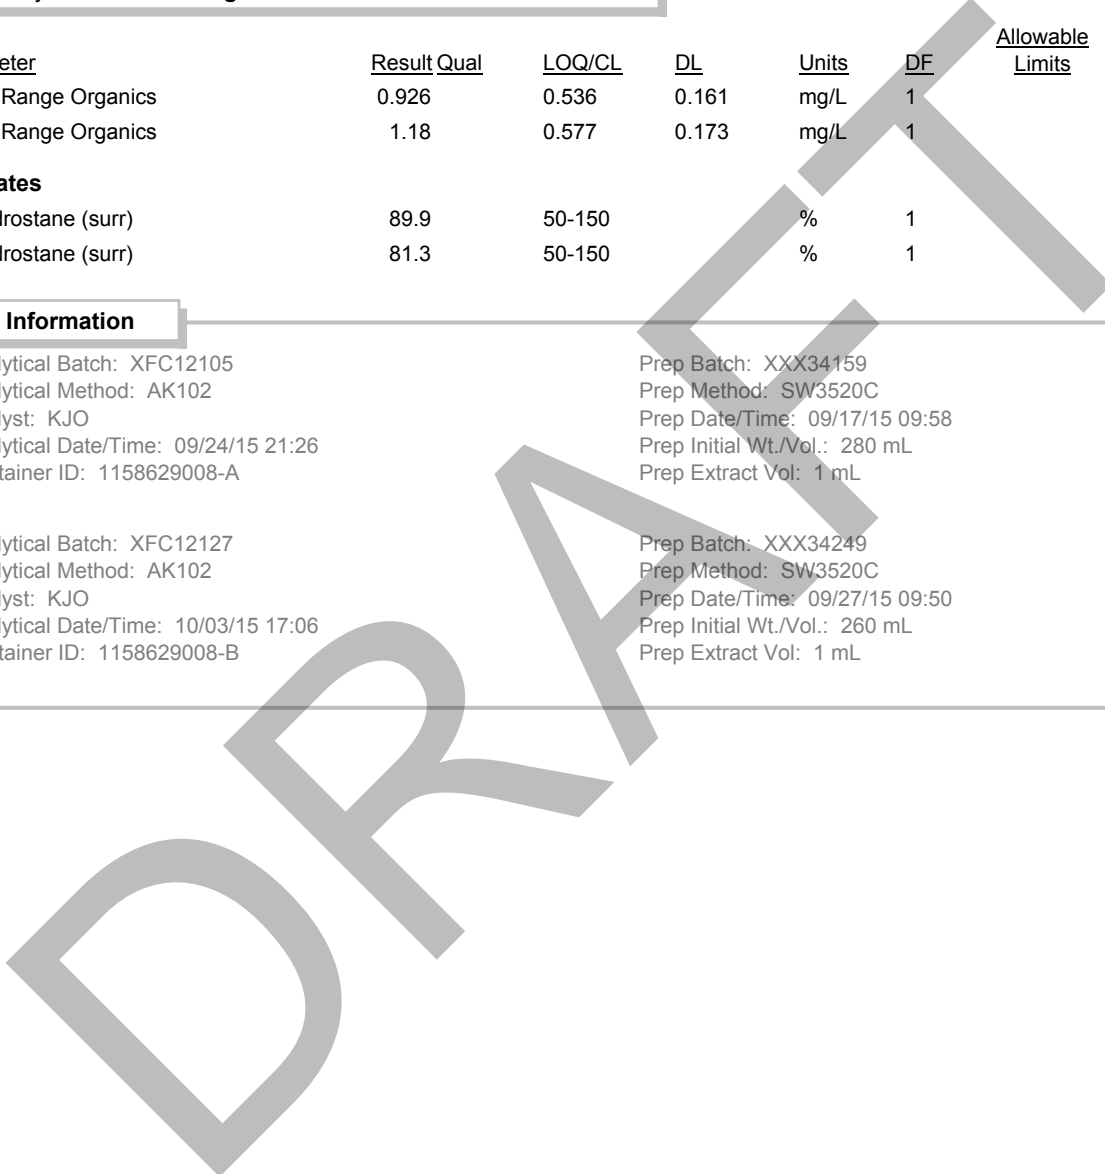 eter Result Qual LOQ/CL DL Units DF Allowable Limits
Range Organics 0.926 0.536 0.161 mg/L 1
Range Organics 1.18 0.577 0.173 mg/L 1
ates
drostane (surr) 89.9 50-150 % 1
drostane (surr) 81.3 50-150 % 1
Information
lytical Batch: XFC12105
lytical Method: AK102
lyst: KJO
lytical Date/Time: 09/24/15 21:26
tainer ID: 1158629008-A
Prep Batch: XXX34159
Prep Method: SW3520C
Prep Date/Time: 09/17/15 09:58
Prep Initial Wt./Vol.: 280 mL
Prep Extract Vol: 1 mL
lytical Batch: XFC12127
lytical Method: AK102
lyst: KJO
lytical Date/Time: 10/03/15 17:06
tainer ID: 1158629008-B
Prep Batch: XXX34249
Prep Method: SW3520C
Prep Date/Time: 09/27/15 09:50
Prep Initial Wt./Vol.: 260 mL
Prep Extract Vol: 1 mL
DRAFT